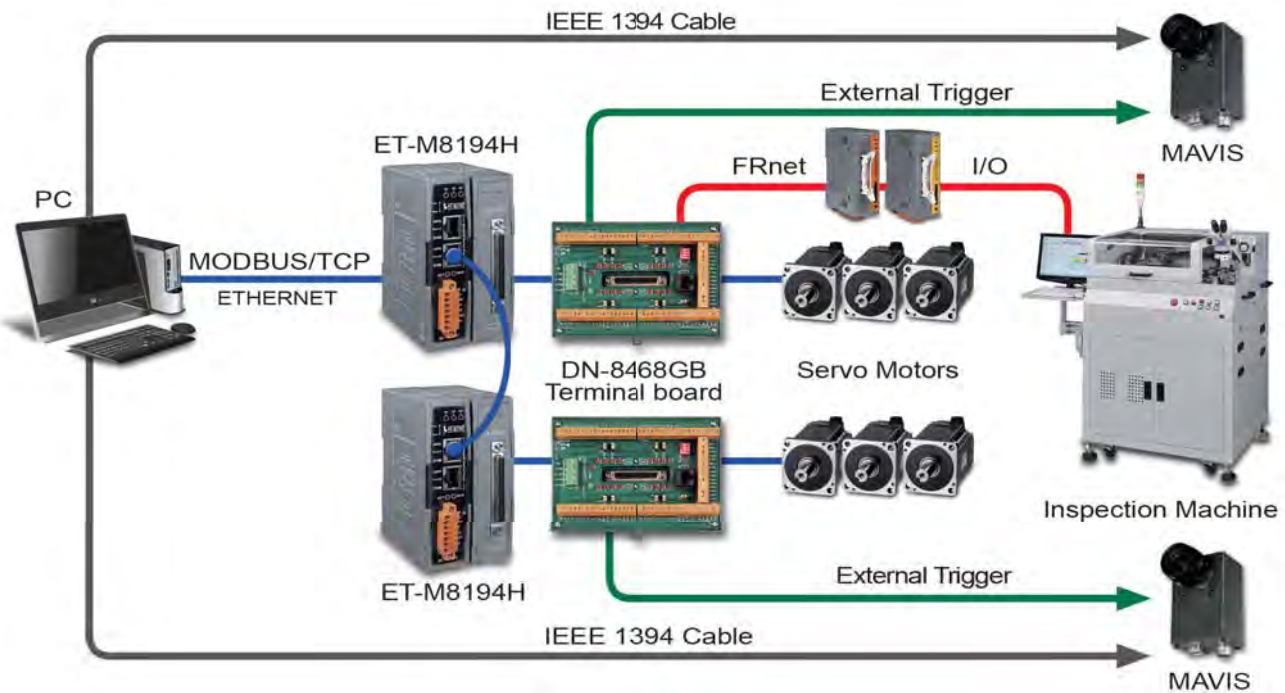 IEEE 1394 Cable
External Trigger
ET-M8194H
MAVIS
FRnet
I/O
PC
MODBUS/TCP
ETHERNET
DN-8468GB
Terminal board
Servo Motors
Inspection Machine
ET-M8194H
External Trigger
IEEE 1394 Cable
MAVIS